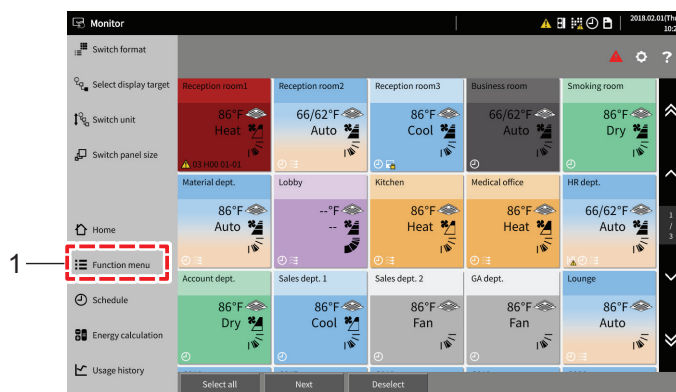 Monitor
2018.02.01(Thu
10:2
Switch format
Select display target
Switch unit
Switch panel size
Home
1
Function menu
Schedule
Energy calculation
Usage history
?
Reception room1
86°F
Heat
03 H00 01-01
Reception room2
66/62°F
Auto
Reception room3
86°F
Cool
Business room
66/62°F
Auto
Smoking room
86°F
Dry
Material dept.
86°F
Auto
Lobby
--°F
--
Kitchen
86°F
Heat
Medical office
86°F
Heat
HR dept.
66/62°F
Auto
1
/
3
Account dept.
86°F
Dry
Sales dept. 1
86°F
Cool
Sales dept. 2
86°F
Fan
GA dept.
86°F
Fan
Lounge
86°F
Auto
Select all
Next
Deselect